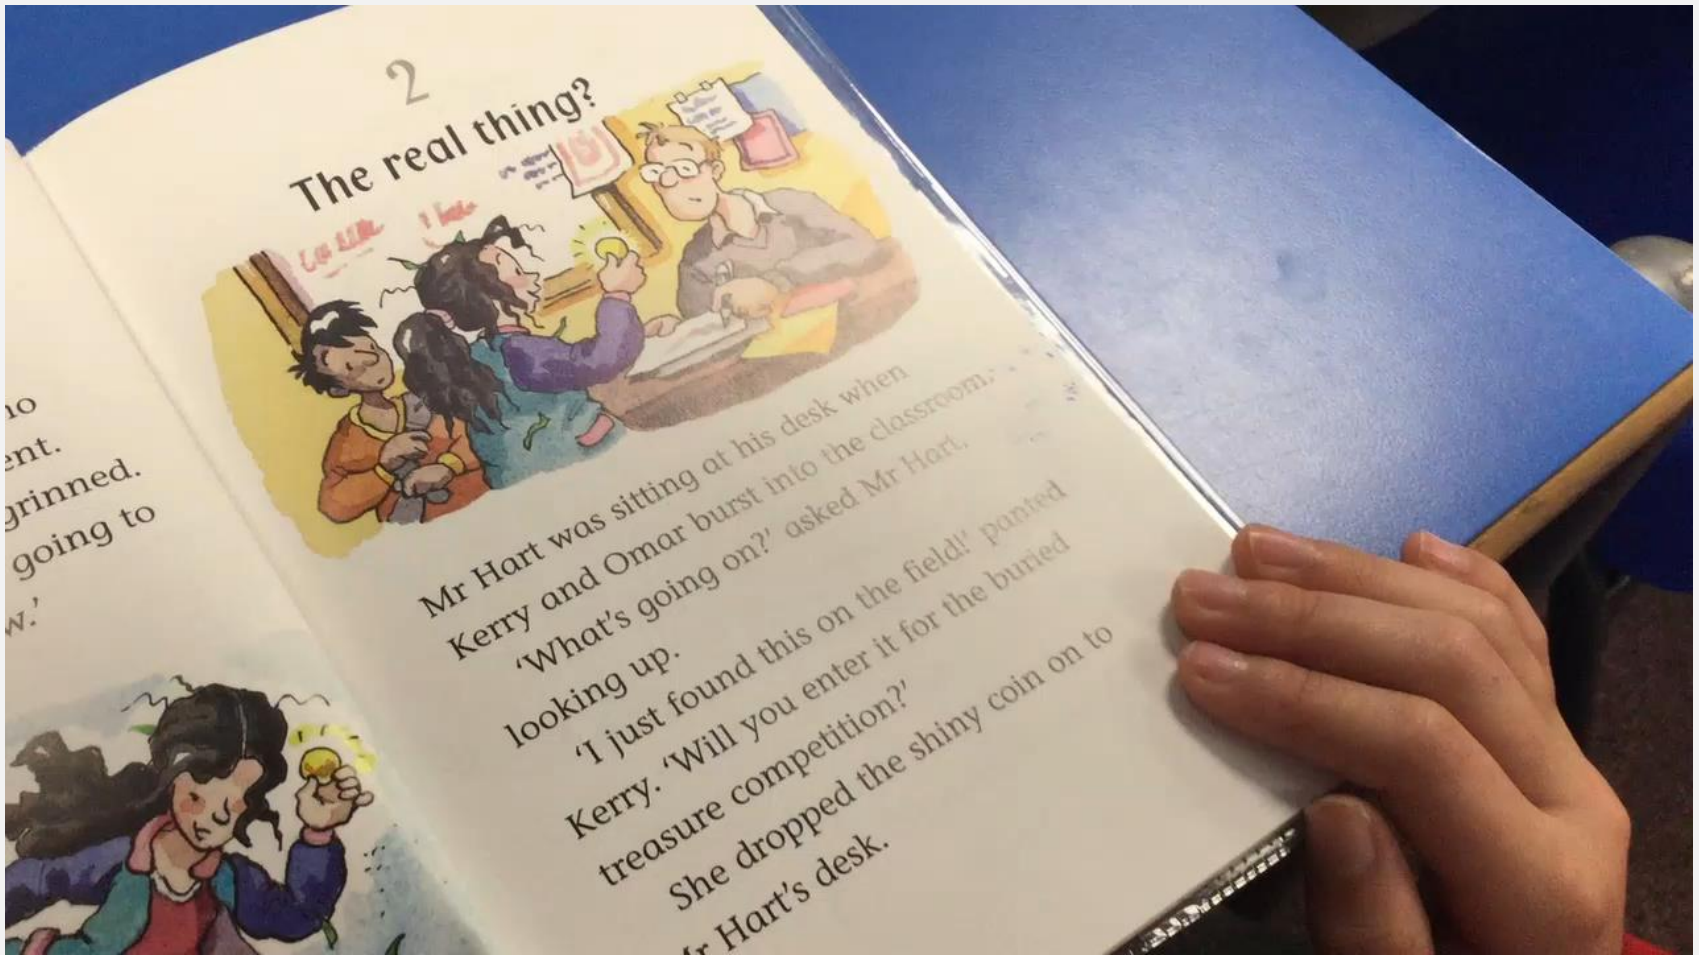 no
ent.
grinned.
going to
w.'
2
The real thing?
Mr Hart was sitting at his desk when
Kerry and Omar burst into the classroom.
'What's going on?' asked Mr Hart,
looking up.
'I just found this on the field!' panted
Kerry. 'Will you enter it for the buried
treasure competition?'
She dropped the shiny coin on to
Mr Hart's desk.